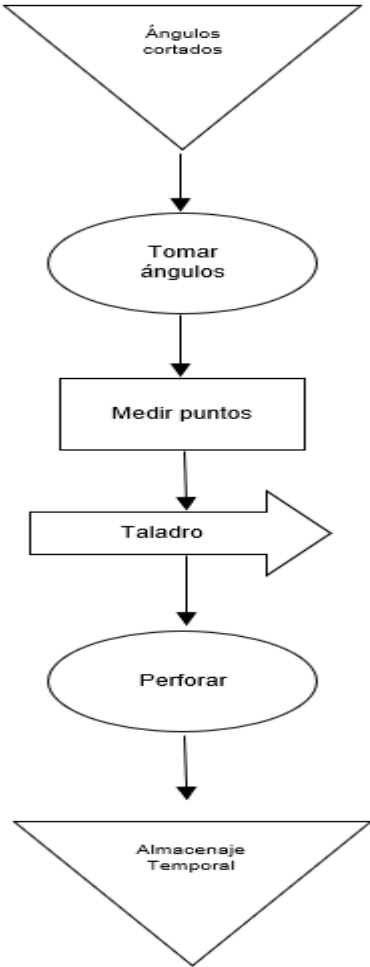 Ángulos
cortados
Tomar
ángulos
Medir puntos
Taladro
Perforar
Almacenaje
Temporal